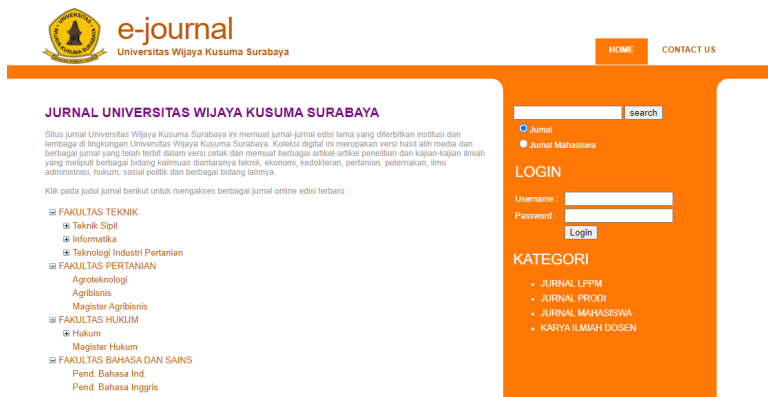 e-journal
Universitas Wijaya Kusuma Surabaya
HOME
CONTACT US
JURNAL UNIVERSITAS WIJAYA KUSUMA SURABAYA
Situs jurnal Universitas Wijaya Kusuma Surabaya ini memuat jurnal-jurnal edisi lama yang diterbitkan institusi dan
lembaga di lingkungan Universitas Wijaya Kusuma Surabaya. Koleksi digital ini merupakan versi hasil alih media dari
berbagai jurnal yang telah terbit dalam versi cetak dan memuat berbagai artikel-artikel penelitian dan kajian-kajian ilmiah
yang meliputi berbagai bidang keilmuan diantaranya teknik, ekonomi, kedokteran, pertanian, peternakan, ilmu
administrasi, hukum, sosial politik dan berbagai bidang lainnya.
Klik pada judul jurnal berikut untuk mengakses berbagai jurnal online edisi terbaru :
FAKULTAS TEKNIK
Teknik Sipil
Informatika
Teknologi Industri Pertanian
FAKULTAS PERTANIAN
Agroteknologi
Agribisnis
Magister Agribisnis
FAKULTAS HUKUM
Hukum
Magister Hukum
FAKULTAS BAHASA DAN SAINS
Pend. Bahasa Ind.
Pend. Bahasa Inggris
search
Jurnal
Jurnal Mahasiswa
LOGIN
Username :
Password :
Login
KATEGORI
JURNAL LPPM
JURNAL PRODI
JURNAL MAHASISWA
KARYA ILMIAH DOSEN